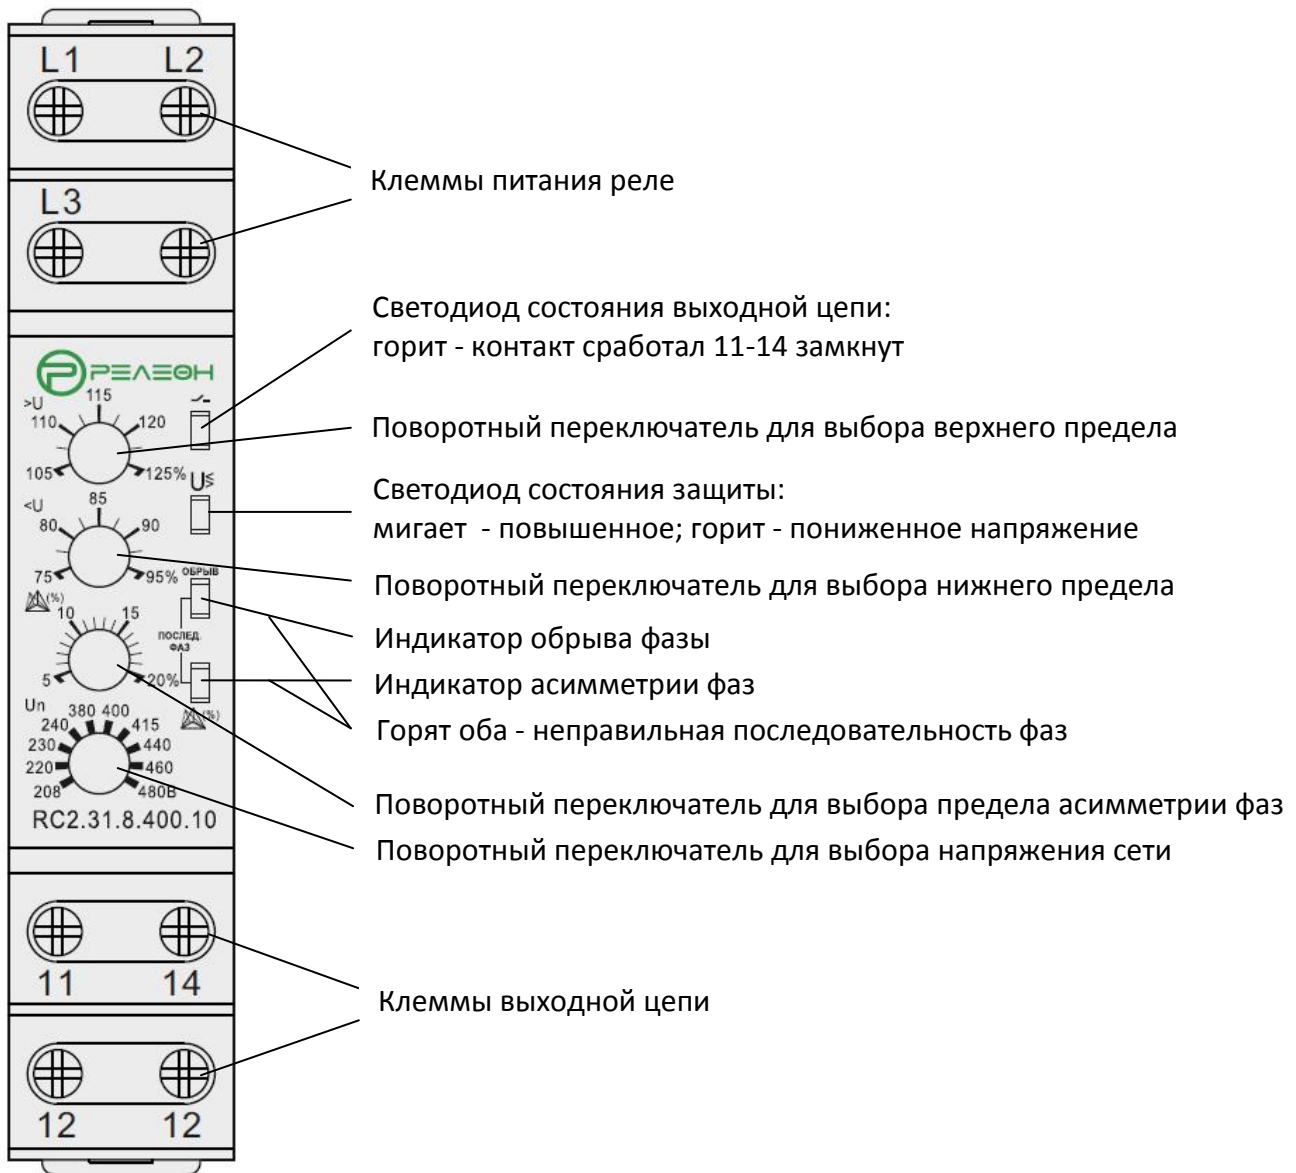 L1 L2
Клеммы питания реле
L3
Светодиод состояния выходной цепи:
горит - контакт сработал 11-14 замкнут
РЕЛЕОН
>U 115
110 120
105 125%
Поворотный переключатель для выбора верхнего предела
U≶
Светодиод состояния защиты:
мигает - повышенное; горит - пониженное напряжение
<U 85
80 90
75 95%
ОБРЫВ
Поворотный переключатель для выбора нижнего предела
(%)
10 15
5 20%
ПОСЛЕД.
ФАЗ
Индикатор обрыва фазы
Индикатор асимметрии фаз
(%)
Горят оба - неправильная последовательность фаз
Un
380 400
240 415
230 440
220 460
208 480В
Поворотный переключатель для выбора предела асимметрии фаз
RC2.31.8.400.10
Поворотный переключатель для выбора напряжения сети
11 14
Клеммы выходной цепи
12 12